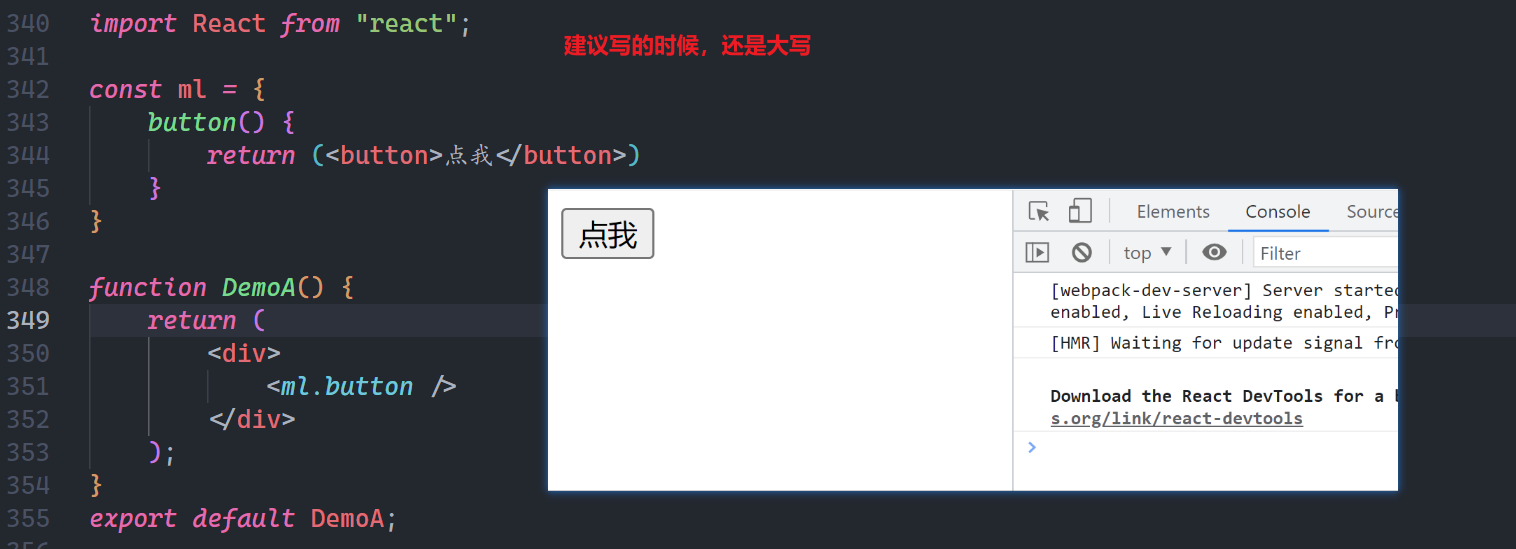 340 import React from "react";
建议写的时候，还是大写
341
342 const ml = {
343 button() {
344 return (<button>点我</button>)
345 }
346 }
347
348 function DemoA() {
349 return (
350 <div>
351 <ml.button />
352 </div>
353 );
354 }
355 export default DemoA;
356
点我
Elements Console Source
top ▼ Filter
[webpack-dev-server] Server started
enabled, Live Reloading enabled, Pr
[HMR] Waiting for update signal fro
Download the React DevTools for a b
s.org/link/react-devtools
>